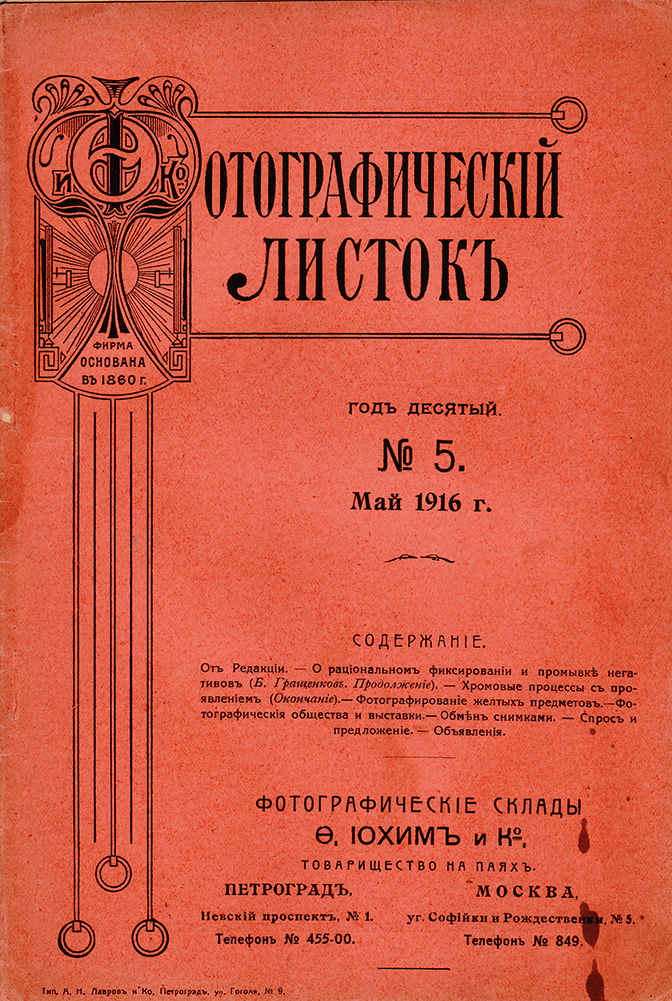 ФОТОГРАФИЧЕСКІЙ
ЛИСТОКЪ
И Ко
ФИРМА
ОСНОВАНА
ВЪ 1860 г.
ГОДЪ ДЕСЯТЫЙ.
№ 5.
Май 1916 г.
СОДЕРЖАНІЕ.
Отъ Редакціи. — О раціональномъ фиксированіи и промывкѣ нега-
тивовъ (Б. Гращенковъ. Продолженіе). — Хромовые процессы съ про-
явленіемъ (Окончаніе).— Фотографированіе желтыхъ предметовъ.—Фо-
тографическія общества и выставки.— Обмѣнъ снимками. — Спросъ и
предложеніе. — Объявленія.
ФОТОГРАФИЧЕСКІЕ СКЛАДЫ
Ѳ. ІОХИМЪ и Ко,
ТОВАРИЩЕСТВО НА ПАЯХЪ.
ПЕТРОГРАДЪ,
Невскій проспектъ, № 1.
Телефонъ № 455-00.
МОСКВА,
уг. Софійки и Рождественки, № 5.
Телефонъ № 849.
Тип. А. Н. Лавровъ и Ко, Петроградъ, ул. Гоголя, № 9.